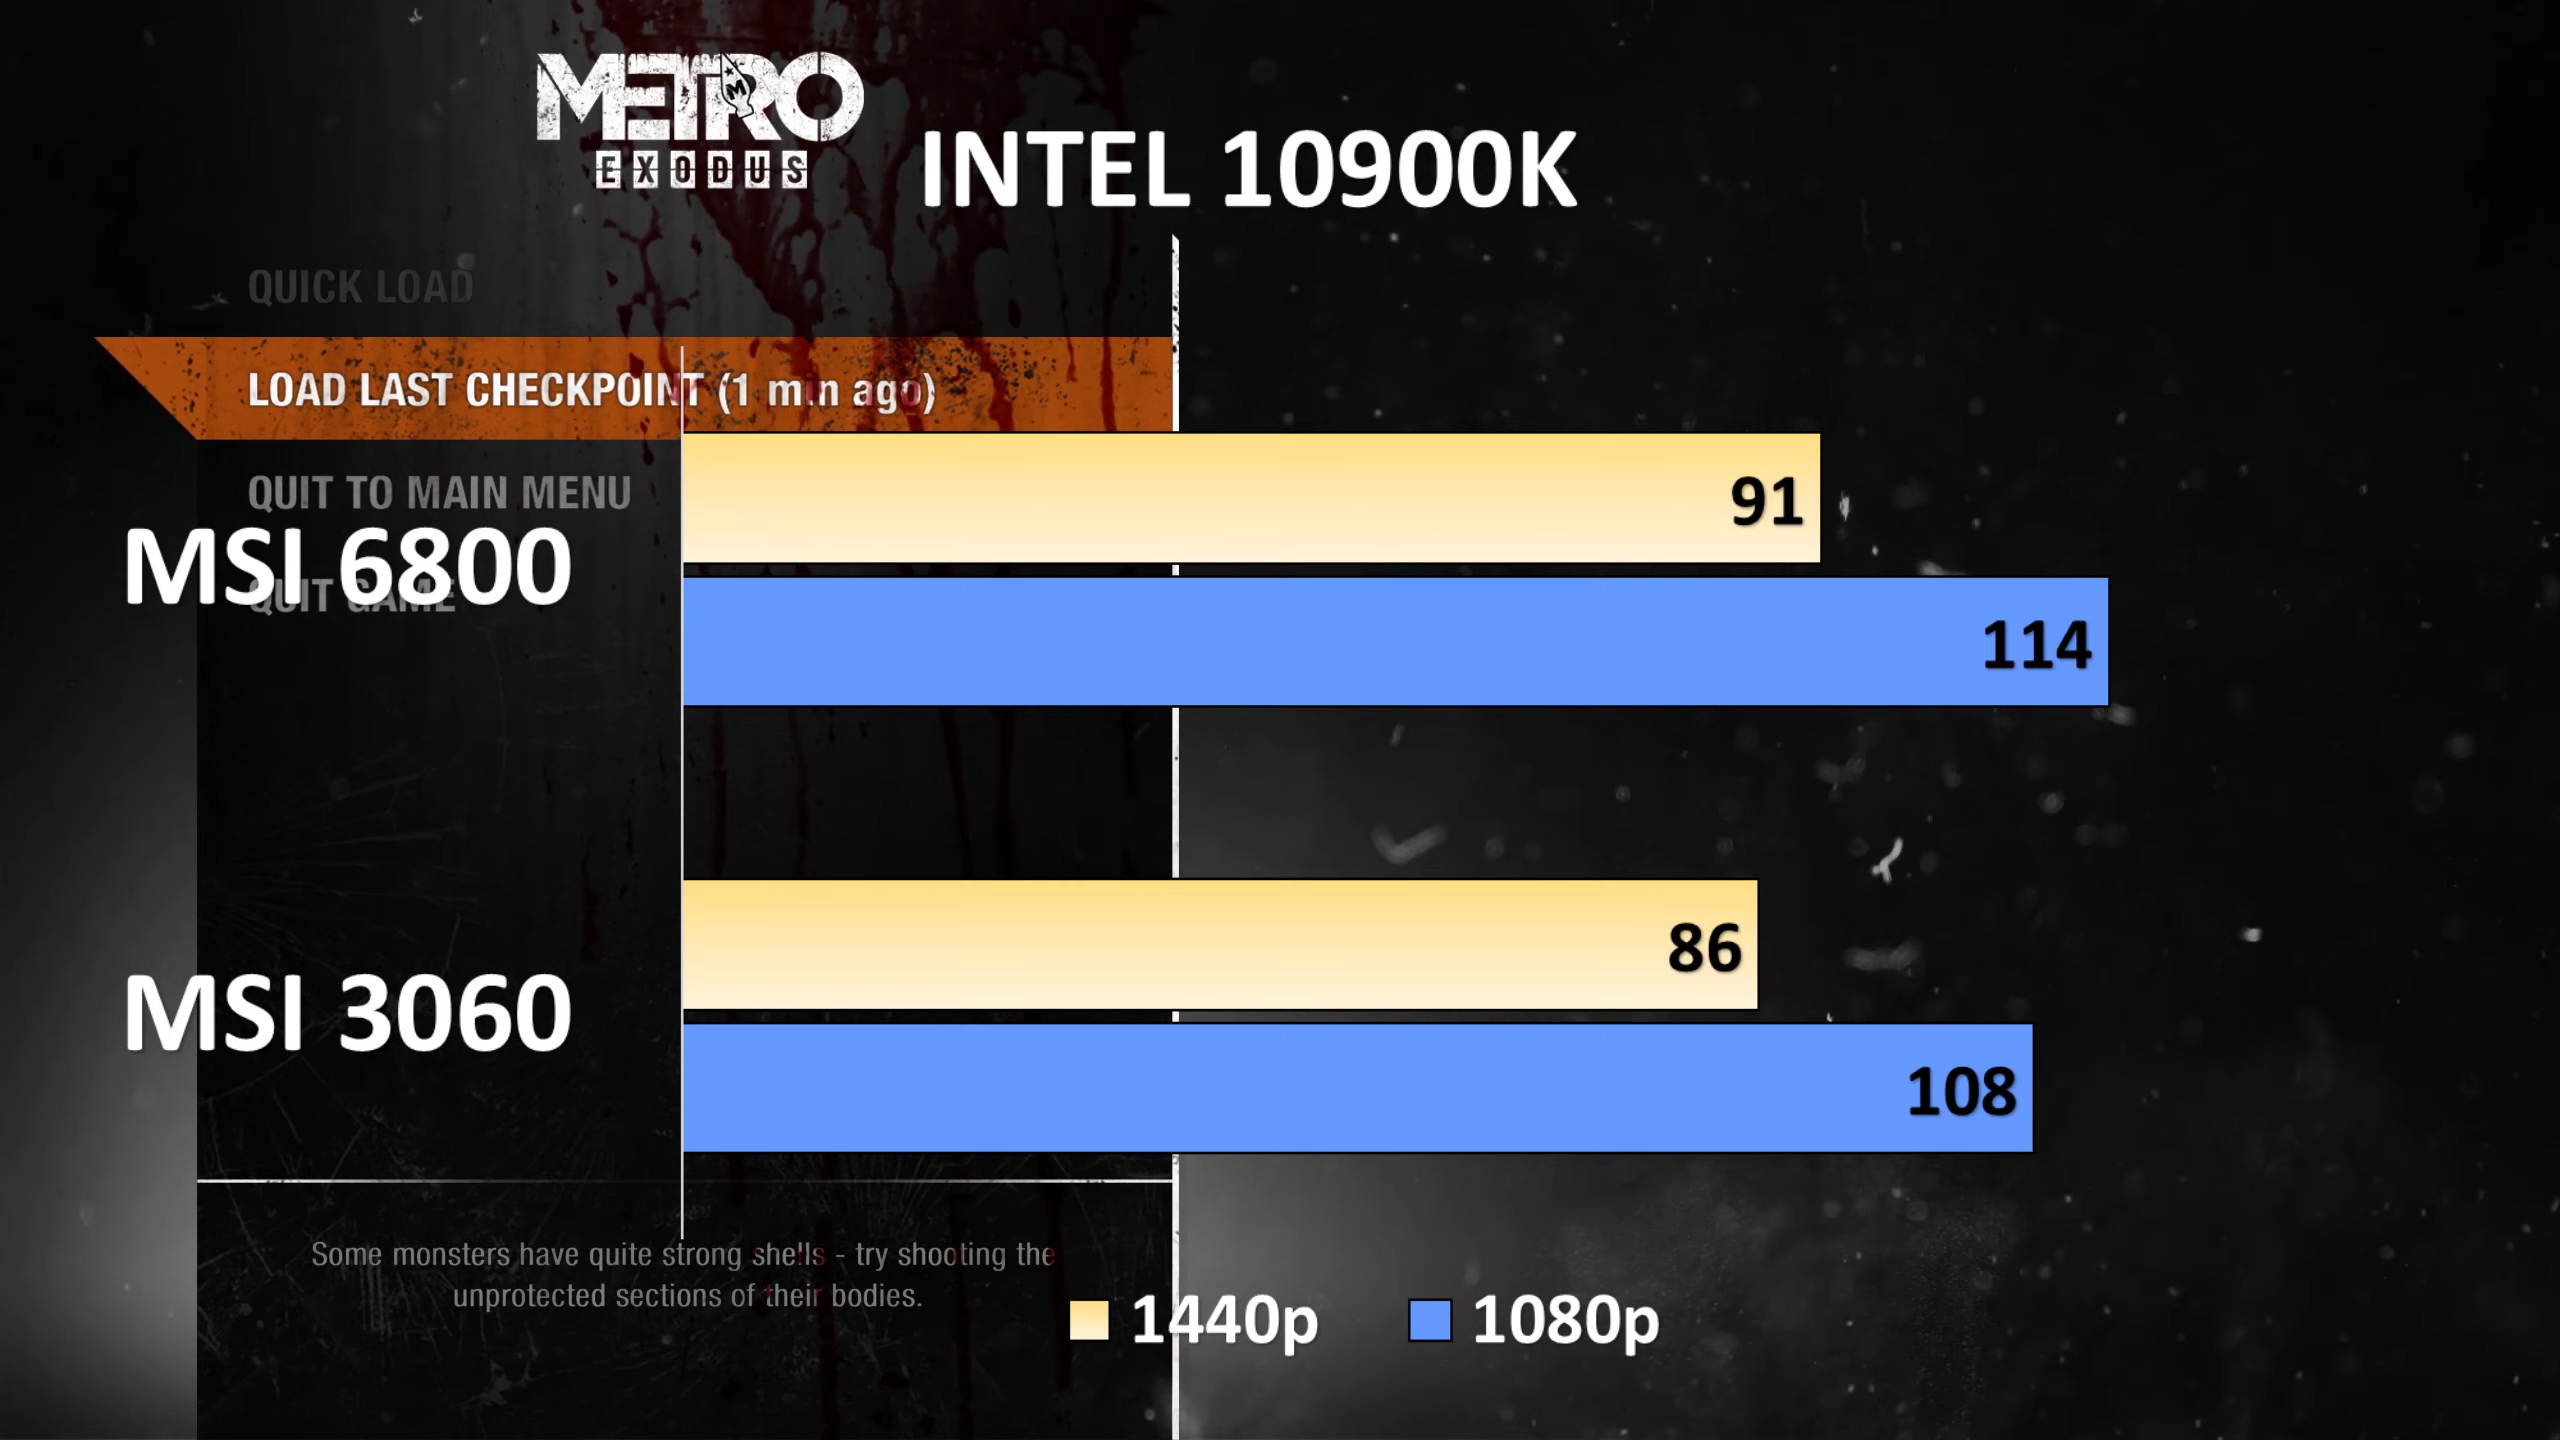 METRO
EXODUS
INTEL 10900K
QUICK LOAD
LOAD LAST CHECKPOINT (1 min ago)
QUIT TO MAIN MENU
MSI 6800
QUIT GAME
91
114
MSI 3060
86
108
Some monsters have quite strong shells - try shooting the
unprotected sections of their bodies.
1440p
1080p